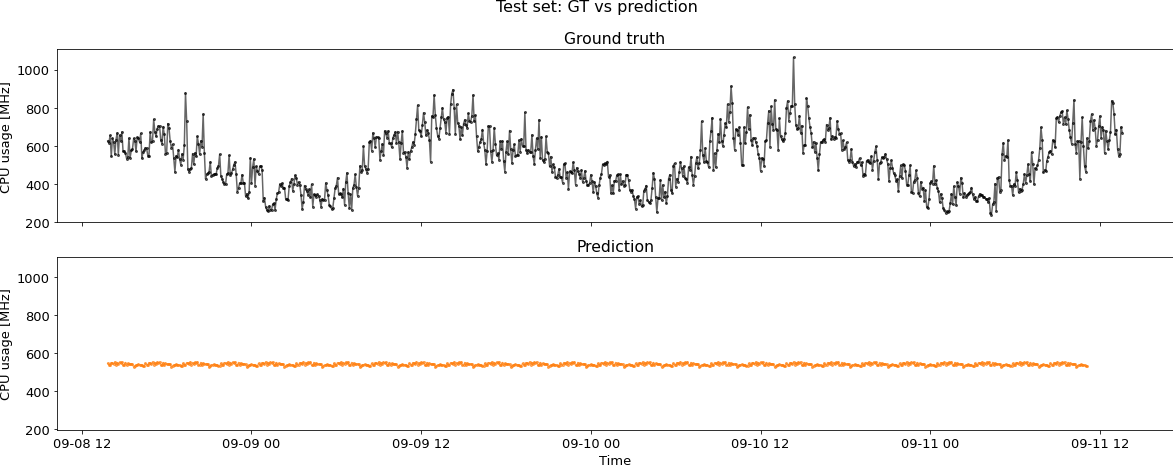 Test set: GT vs prediction
Ground truth
1000
800
600
400
200
CPU usage [MHz]
Prediction
1000
800
600
400
200
CPU usage [MHz]
09-08 12 09-09 00 09-09 12 09-10 00 09-10 12 09-11 00 09-11 12
Time